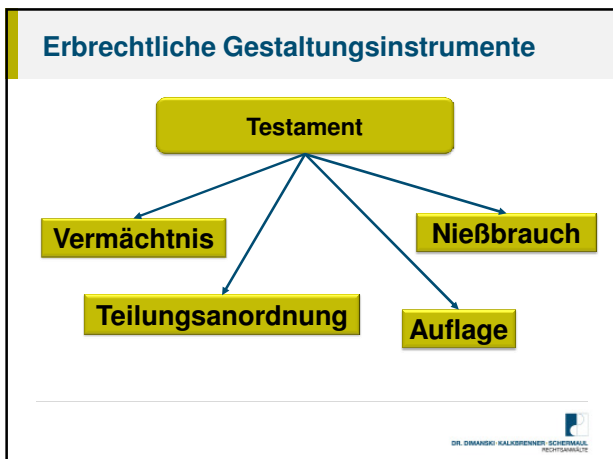 Erbrechtliche Gestaltungsinstrumente
Testament
Vermächtnis
Nießbrauch
Teilungsanordnung
Auflage
DR. DIMANSKI·KALKBRENNER·SCHERMAUL
RECHTSANWÄLTE